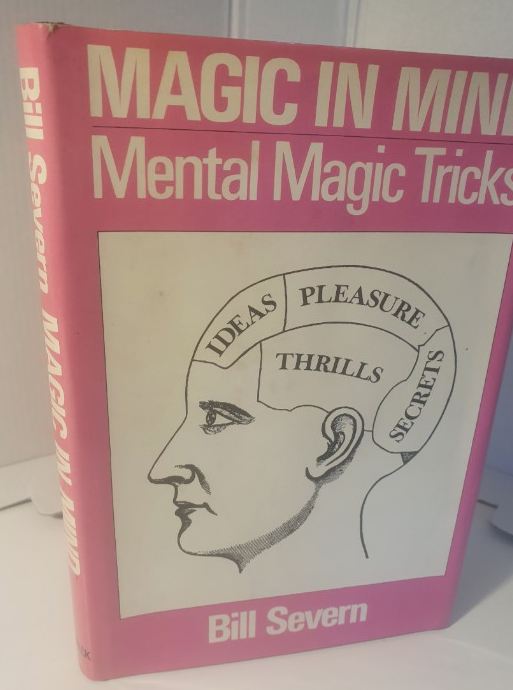 MAGIC IN MIN
Mental Magic Tricks
IDEAS
PLEASURE
THRILLS
SECRETS
Bill Severn
Bill Severn MAGIC IN MIND